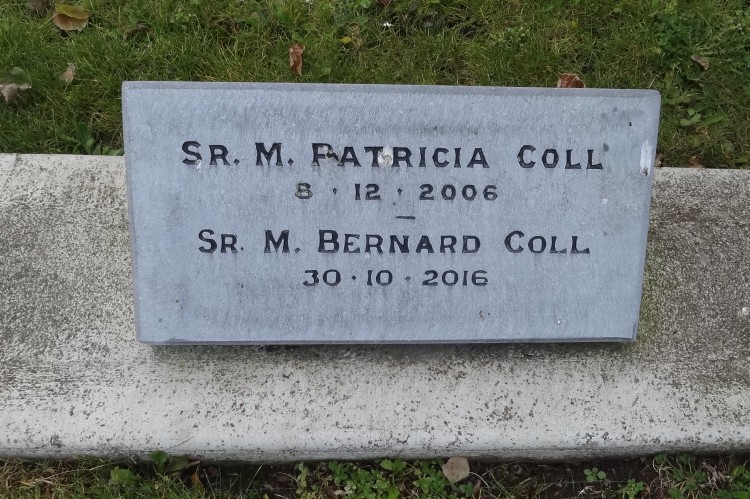 Sr. M. Patricia Coll
8 · 12 · 2006
Sr. M. Bernard Coll
30 · 10 · 2016